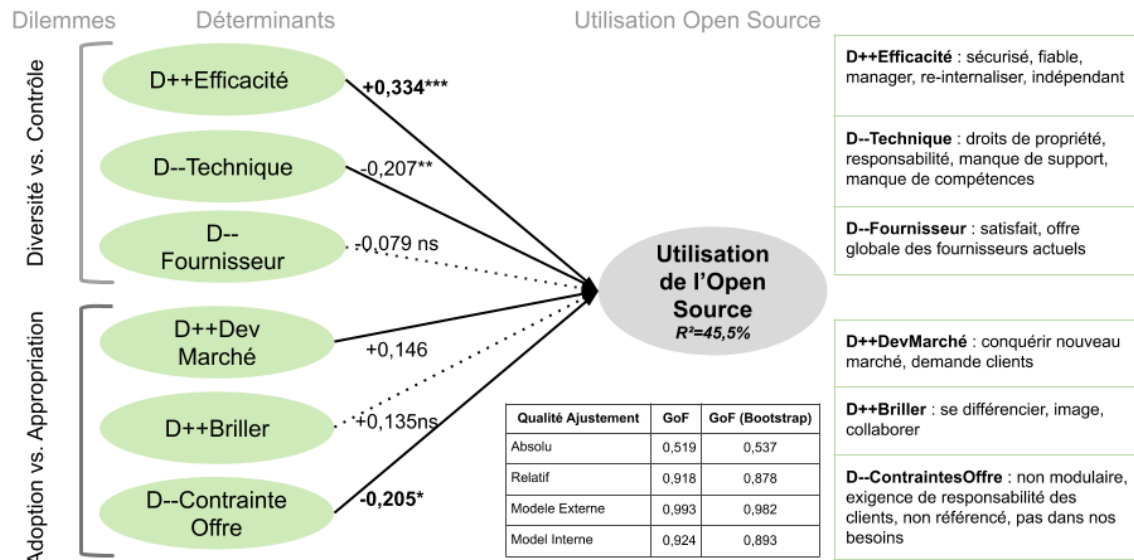 Dilemmes
Déterminants
Utilisation Open Source
Diversité vs. Contrôle
D++Efficacité
+0,334***
D--Technique
-0,207**
D--
Fournisseur
-0,079 ns
Adoption vs. Appropriation
D++Dev
Marché
+0,146
D++Briller
+0,135ns
D--Contrainte
Offre
-0,205*
Utilisation
de l'Open
Source
R²=45,5%
Qualité Ajustement GoF GoF (Bootstrap)
Absolu 0,519 0,537
Relatif 0,918 0,878
Modele Externe 0,993 0,982
Model Interne 0,924 0,893
D++Efficacité : sécurisé, fiable,
manager, re-internaliser, indépendant
D--Technique : droits de propriété,
responsabilité, manque de support,
manque de compétences
D--Fournisseur : satisfait, offre
globale des fournisseurs actuels
D++DevMarché : conquérir nouveau
marché, demande clients
D++Briller : se différencier, image,
collaborer
D--ContraintesOffre : non modulaire,
exigence de responsabilité des
clients, non référencé, pas dans nos
besoins